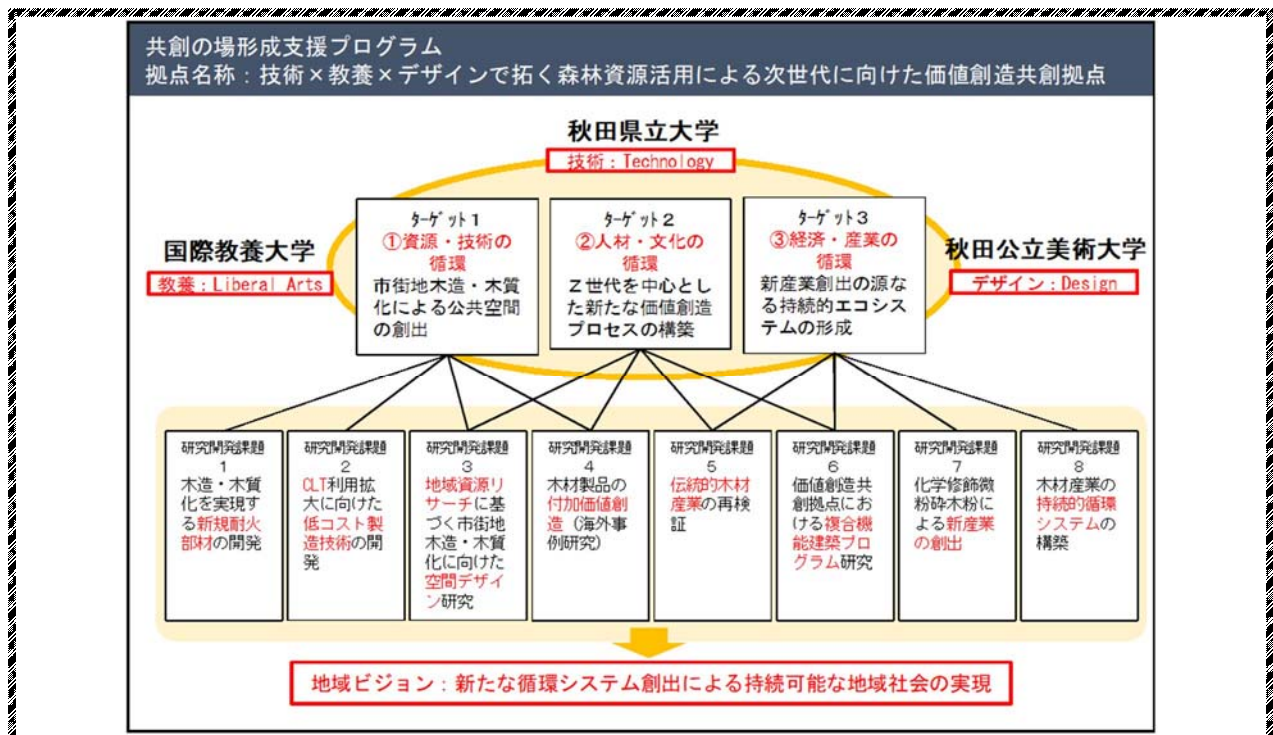 共創の場形成支援プログラム
拠点名称：技術×教養×デザインで拓く森林資源活用による次世代に向けた価値創造共創拠点
秋田県立大学
技術：Technology
国際教養大学
教養：Liberal Arts
秋田公立美術大学
デザイン：Design
ﾀｰｹﾞｯﾄ1
①資源・技術の
循環
市街地木造・木質
化による公共空間
の創出
ﾀｰｹﾞｯﾄ2
②人材・文化の
循環
Z世代を中心とし
た新たな価値創造
プロセスの構築
ﾀｰｹﾞｯﾄ3
③経済・産業の
循環
新産業創出の源な
る持続的エコシス
テムの形成
研究開発課題
1
木造・木質
化を実現す
る新規耐火
部材の開発
研究開発課題
2
CLT利用拡
大に向けた
低コスト製
造技術の開
発
研究開発課題
3
地域資源リ
サーチに基
づく市街地
木造・木質
化に向けた
空間デザイ
ン研究
研究開発課題
4
木材製品の
付加価値創
造（海外事
例研究）
研究開発課題
5
伝統的木材
産業の再検
証
研究開発課題
6
価値創造共
創拠点にお
ける複合機
能建築プロ
グラム研究
研究開発課題
7
化学修飾微
粉砕木粉に
よる新産業
の創出
研究開発課題
8
木材産業の
持続的循環
システムの
構築
地域ビジョン：新たな循環システム創出による持続可能な地域社会の実現